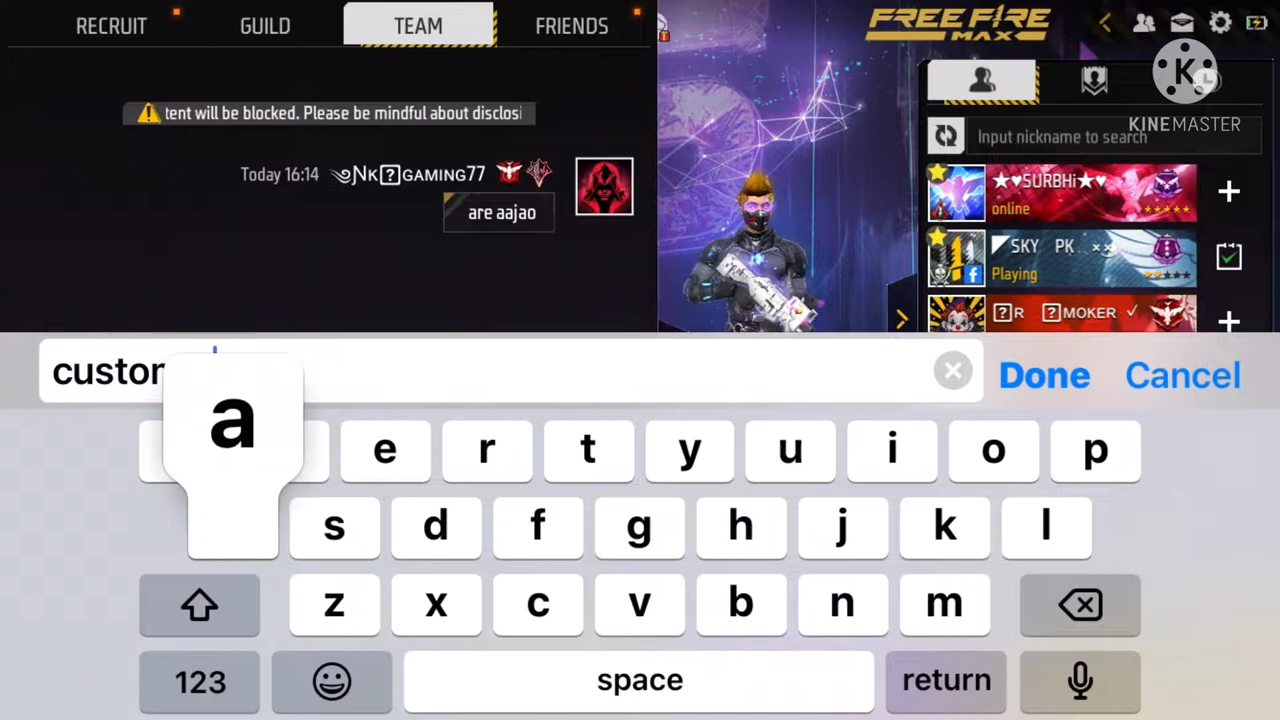 RECRUIT GUILD TEAM FRIENDS
FREE FIRE
MAX
K
KINEMASTER
tent will be blocked. Please be mindful about disclosi
Today 16:14 ༄Nk?GAMING77
are aajao
Input nickname to search
★♥SURBHi★♥
online
SKY PK
Playing
?R ?MOKER ✓
custor
Done Cancel
a
e r t y u i o p
s d f g h j k l
z x c v b n m
123 space return